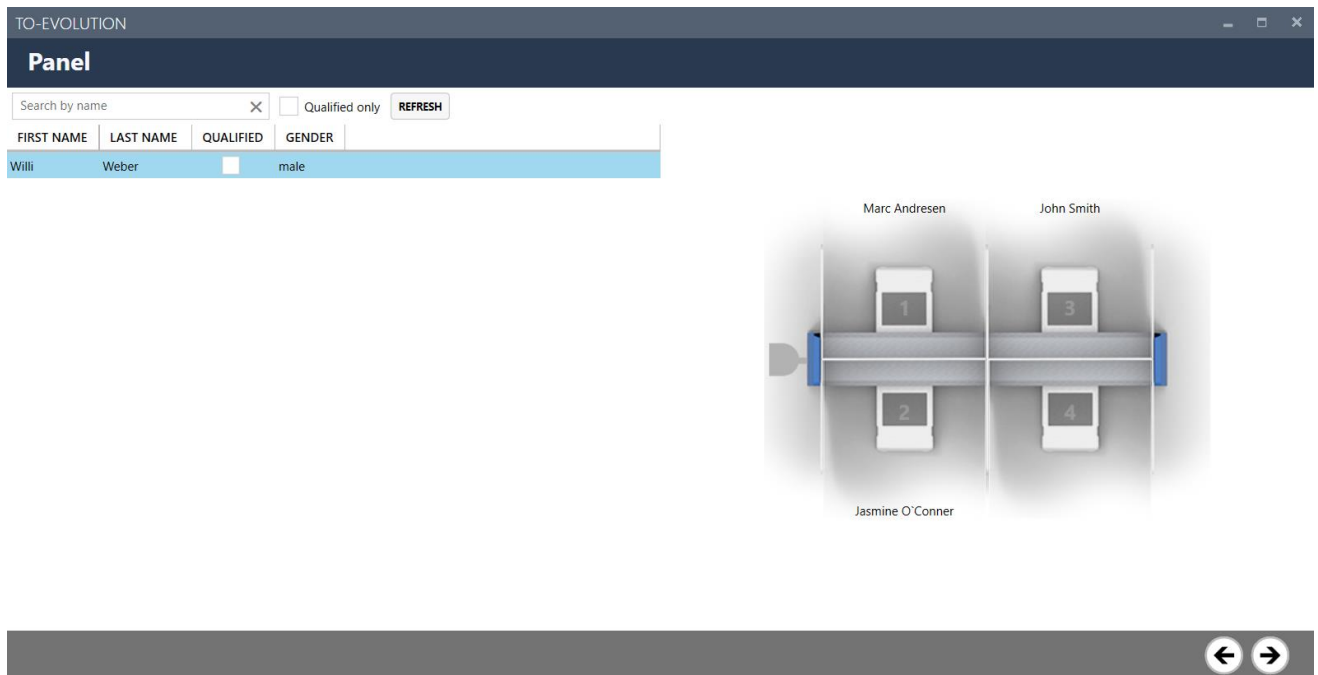 TO-EVOLUTION
Panel
Search by name Qualified only REFRESH
FIRST NAME LAST NAME QUALIFIED GENDER
Willi Weber male
Marc Andresen John Smith
1 3
2 4
Jasmine O`Conner